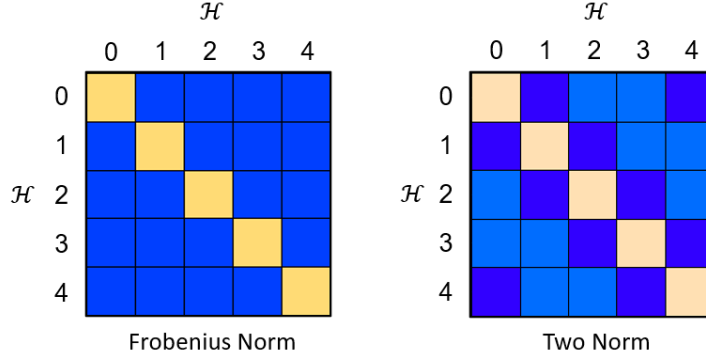 ℋ ℋ
0 1 2 3 4 0 1 2 3 4
0 0
1 1
ℋ 2 ℋ 2
3 3
4 4
Frobenius Norm Two Norm